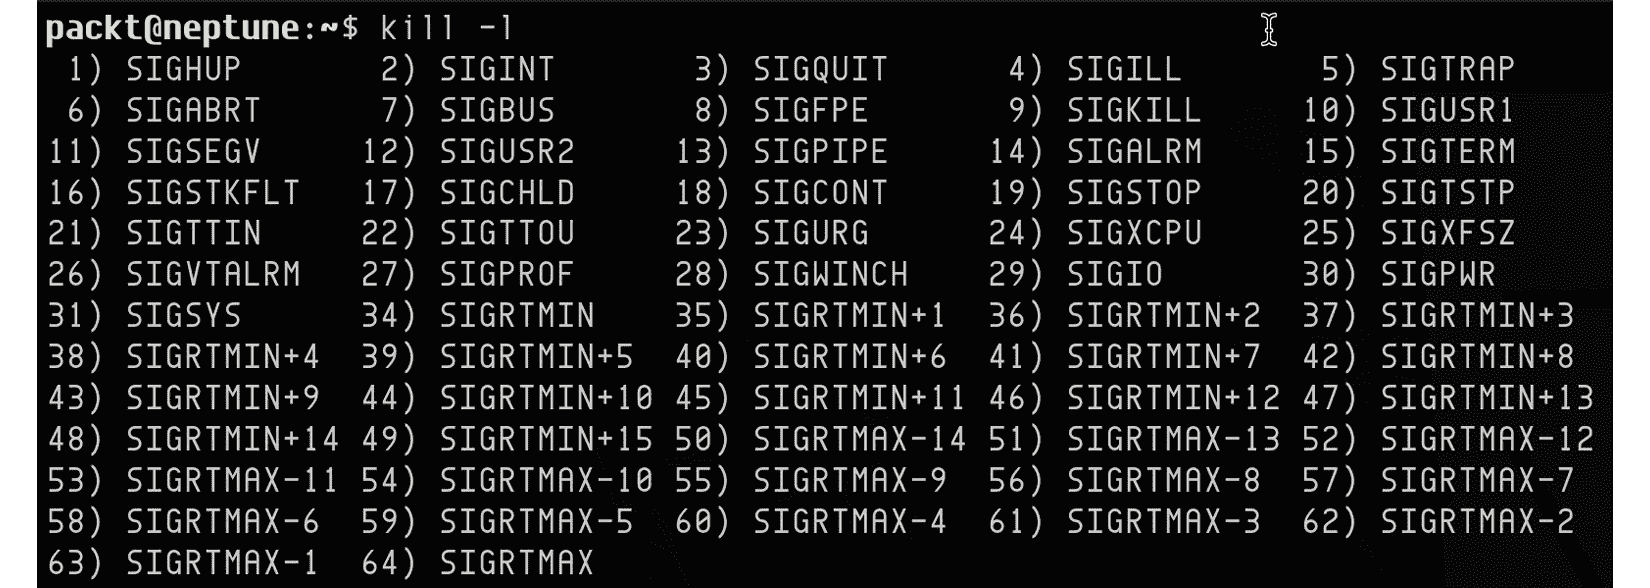 packt@neptune:~$ kill -l
1) SIGHUP 2) SIGINT 3) SIGQUIT 4) SIGILL 5) SIGTRAP
6) SIGABRT 7) SIGBUS 8) SIGFPE 9) SIGKILL 10) SIGUSR1
11) SIGSEGV 12) SIGUSR2 13) SIGPIPE 14) SIGALRM 15) SIGTERM
16) SIGSTKFLT 17) SIGCHLD 18) SIGCONT 19) SIGSTOP 20) SIGTSTP
21) SIGTTIN 22) SIGTTOU 23) SIGURG 24) SIGXCPU 25) SIGXFSZ
26) SIGVTALRM 27) SIGPROF 28) SIGWINCH 29) SIGIO 30) SIGPWR
31) SIGSYS 34) SIGRTMIN 35) SIGRTMIN+1 36) SIGRTMIN+2 37) SIGRTMIN+3
38) SIGRTMIN+4 39) SIGRTMIN+5 40) SIGRTMIN+6 41) SIGRTMIN+7 42) SIGRTMIN+8
43) SIGRTMIN+9 44) SIGRTMIN+10 45) SIGRTMIN+11 46) SIGRTMIN+12 47) SIGRTMIN+13
48) SIGRTMIN+14 49) SIGRTMIN+15 50) SIGRTMAX-14 51) SIGRTMAX-13 52) SIGRTMAX-12
53) SIGRTMAX-11 54) SIGRTMAX-10 55) SIGRTMAX-9 56) SIGRTMAX-8 57) SIGRTMAX-7
58) SIGRTMAX-6 59) SIGRTMAX-5 60) SIGRTMAX-4 61) SIGRTMAX-3 62) SIGRTMAX-2
63) SIGRTMAX-1 64) SIGRTMAX